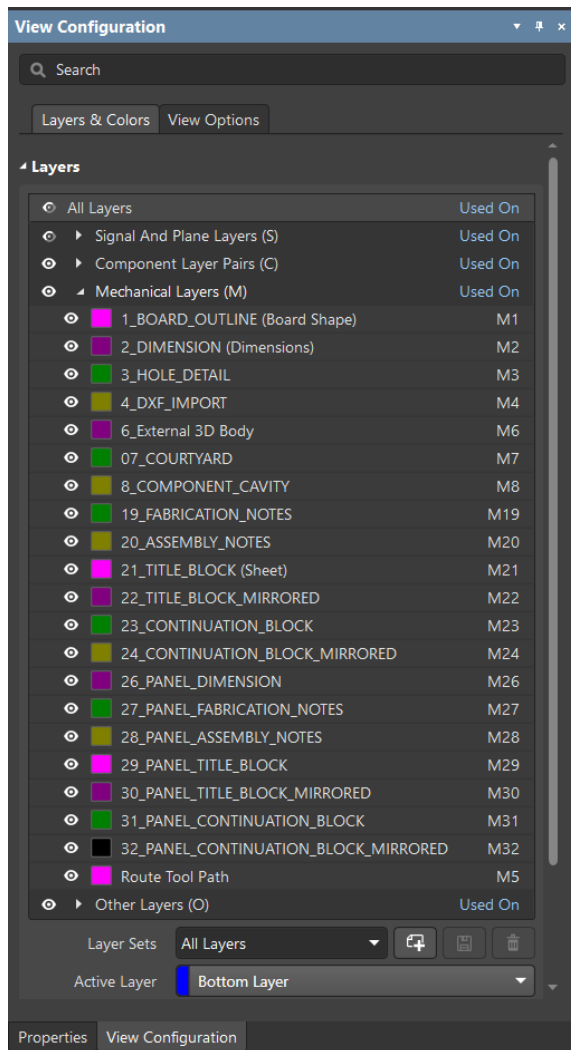 View Configuration
Search
Layers & Colors View Options
Layers
All Layers Used On
Signal And Plane Layers (S) Used On
Component Layer Pairs (C) Used On
Mechanical Layers (M) Used On
1_BOARD_OUTLINE (Board Shape) M1
2_DIMENSION (Dimensions) M2
3_HOLE_DETAIL M3
4_DXF_IMPORT M4
6_External 3D Body M6
07_COURTYARD M7
8_COMPONENT_CAVITY M8
19_FABRICATION_NOTES M19
20_ASSEMBLY_NOTES M20
21_TITLE_BLOCK (Sheet) M21
22_TITLE_BLOCK_MIRRORED M22
23_CONTINUATION_BLOCK M23
24_CONTINUATION_BLOCK_MIRRORED M24
26_PANEL_DIMENSION M26
27_PANEL_FABRICATION_NOTES M27
28_PANEL_ASSEMBLY_NOTES M28
29_PANEL_TITLE_BLOCK M29
30_PANEL_TITLE_BLOCK_MIRRORED M30
31_PANEL_CONTINUATION_BLOCK M31
32_PANEL_CONTINUATION_BLOCK_MIRRORED M32
Route Tool Path M5
Other Layers (O) Used On
Layer Sets All Layers
Active Layer Bottom Layer
Properties View Configuration